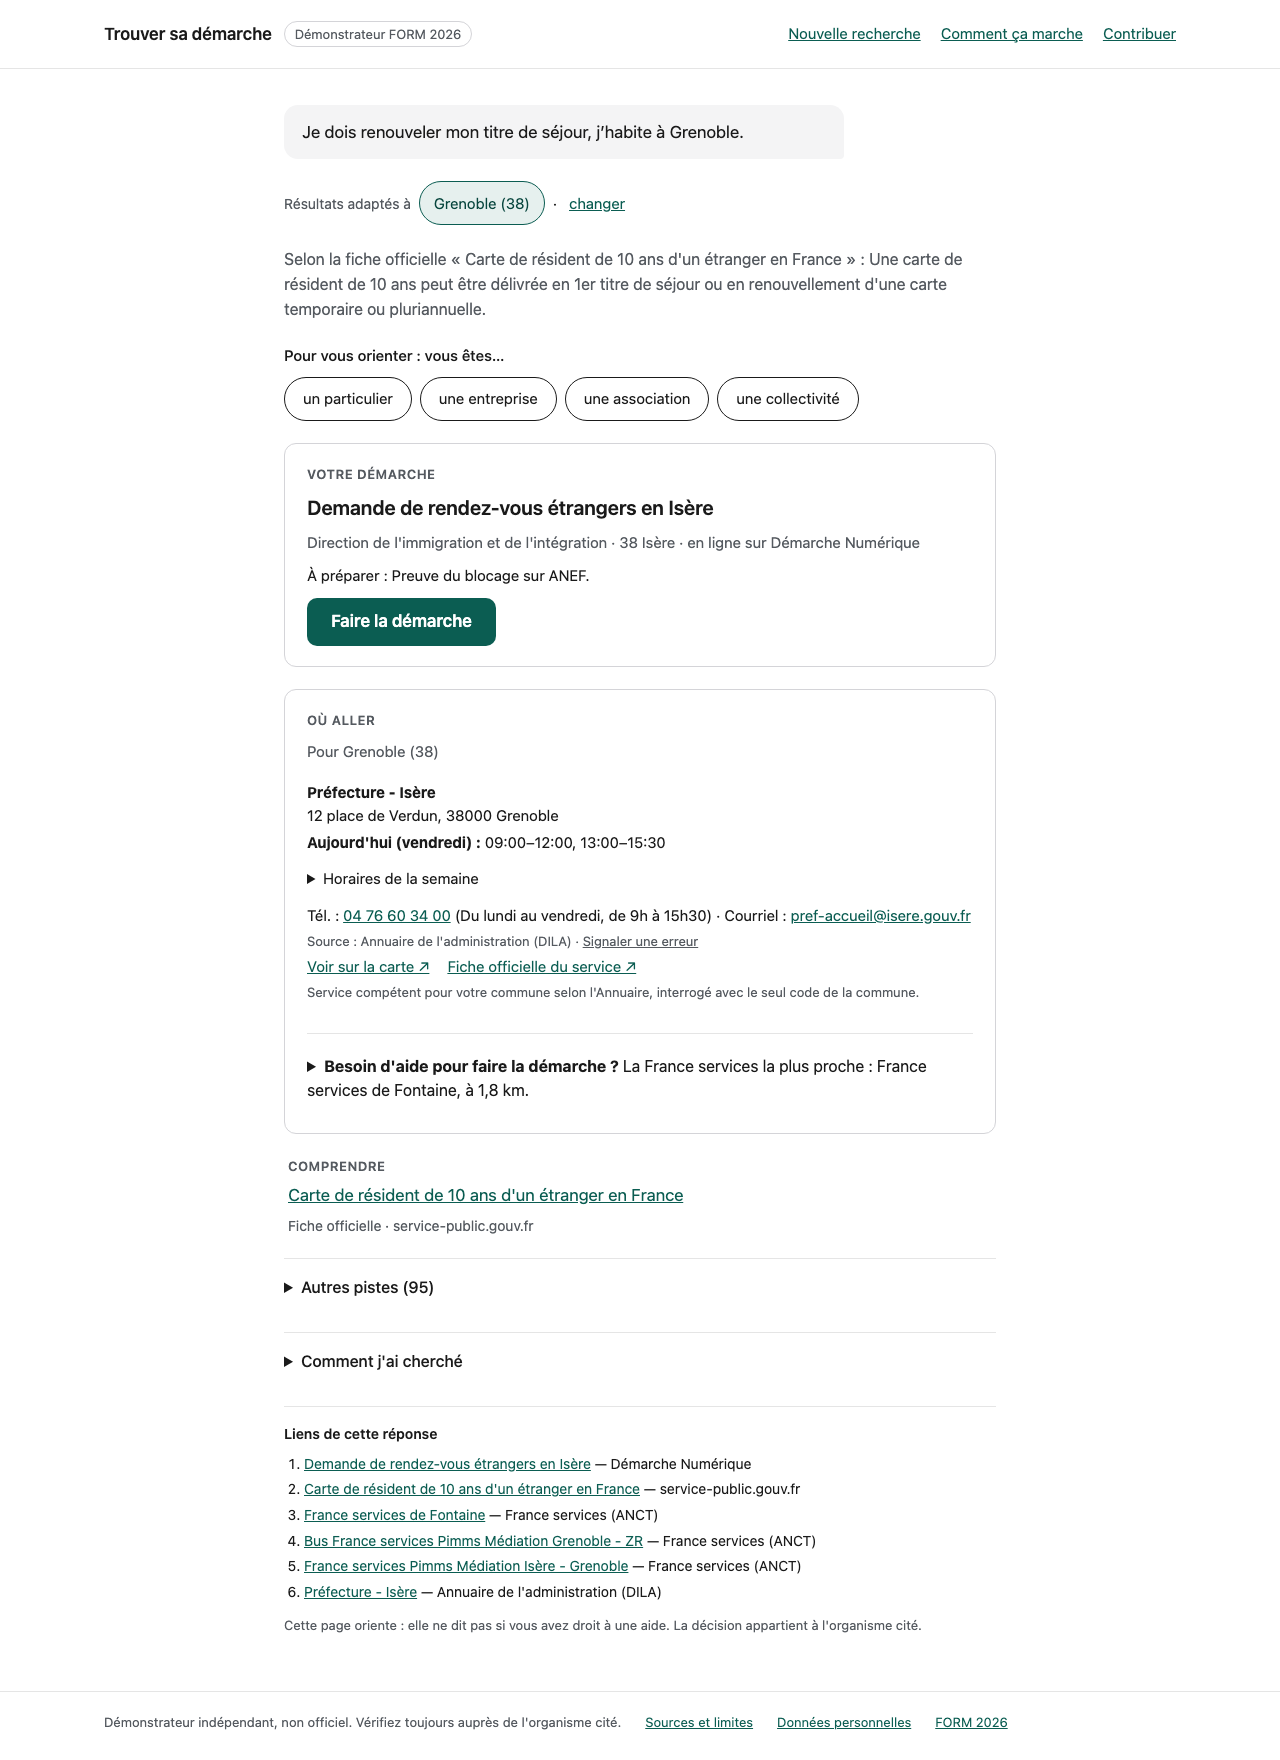 Trouver sa démarche
Démonstrateur FORM 2026
Nouvelle recherche
Comment ça marche
Contribuer
Je dois renouveler mon titre de séjour, j’habite à Grenoble.
Résultats adaptés à Grenoble (38) · changer
Selon la fiche officielle « Carte de résident de 10 ans d'un étranger en France » : Une carte de
résident de 10 ans peut être délivrée en 1er titre de séjour ou en renouvellement d'une carte
temporaire ou pluriannuelle.
Pour vous orienter : vous êtes...
un particulier
une entreprise
une association
une collectivité
VOTRE DÉMARCHE
Demande de rendez-vous étrangers en Isère
Direction de l'immigration et de l'intégration · 38 Isère · en ligne sur Démarche Numérique
À préparer : Preuve du blocage sur ANEF.
Faire la démarche
OÙ ALLER
Pour Grenoble (38)
Préfecture - Isère
12 place de Verdun, 38000 Grenoble
Aujourd'hui (vendredi) : 09:00–12:00, 13:00–15:30
▶ Horaires de la semaine
Tél. : 04 76 60 34 00 (Du lundi au vendredi, de 9h à 15h30) · Courriel : pref-accueil@isere.gouv.fr
Source : Annuaire de l'administration (DILA) · Signaler une erreur
Voir sur la carte ↗ Fiche officielle du service ↗
Service compétent pour votre commune selon l'Annuaire, interrogé avec le seul code de la commune.
▶ Besoin d'aide pour faire la démarche ? La France services la plus proche : France
services de Fontaine, à 1,8 km.
COMPRENDRE
Carte de résident de 10 ans d'un étranger en France
Fiche officielle · service-public.gouv.fr
▶ Autres pistes (95)
▶ Comment j'ai cherché
Liens de cette réponse
1. Demande de rendez-vous étrangers en Isère — Démarche Numérique
2. Carte de résident de 10 ans d'un étranger en France — service-public.gouv.fr
3. France services de Fontaine — France services (ANCT)
4. Bus France services Pimms Médiation Grenoble - ZR — France services (ANCT)
5. France services Pimms Médiation Isère - Grenoble — France services (ANCT)
6. Préfecture - Isère — Annuaire de l'administration (DILA)
Cette page oriente : elle ne dit pas si vous avez droit à une aide. La décision appartient à l'organisme cité.
Démonstrateur indépendant, non officiel. Vérifiez toujours auprès de l'organisme cité.
Sources et limites
Données personnelles
FORM 2026